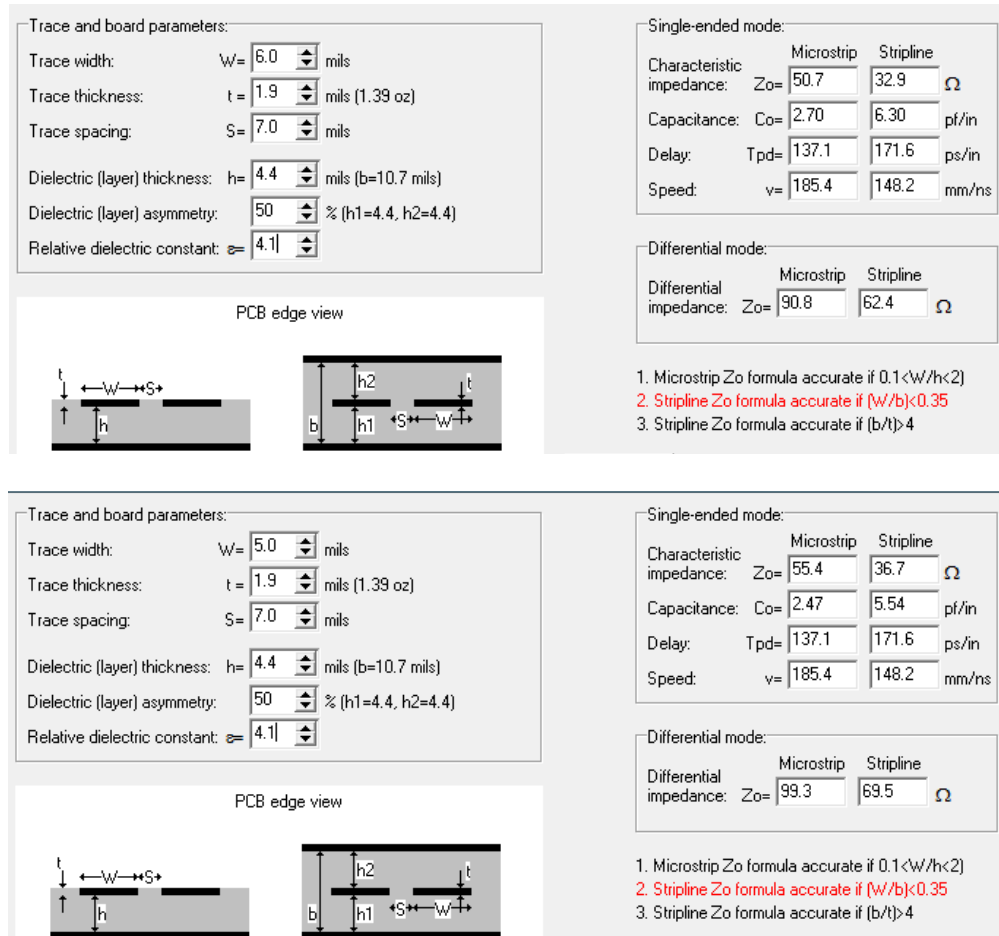 Trace and board parameters:
Trace width: W= 6.0 mils
Trace thickness: t = 1.9 mils (1.39 oz)
Trace spacing: S= 7.0 mils
Dielectric (layer) thickness: h= 4.4 mils (b=10.7 mils)
Dielectric (layer) asymmetry: 50 % (h1=4.4, h2=4.4)
Relative dielectric constant: ε= 4.1
PCB edge view
t W S h
b h2 h1 S W t
Single-ended mode:
Microstrip Stripline
Characteristic
impedance: Zo= 50.7 32.9 Ω
Capacitance: Co= 2.70 6.30 pf/in
Delay: Tpd= 137.1 171.6 ps/in
Speed: v= 185.4 148.2 mm/ns
Differential mode:
Microstrip Stripline
Differential
impedance: Zo= 90.8 62.4 Ω
1. Microstrip Zo formula accurate if 0.1<W/h<2)
2. Stripline Zo formula accurate if (W/b)<0.35
3. Stripline Zo formula accurate if (b/t)>4
Trace and board parameters:
Trace width: W= 5.0 mils
Trace thickness: t = 1.9 mils (1.39 oz)
Trace spacing: S= 7.0 mils
Dielectric (layer) thickness: h= 4.4 mils (b=10.7 mils)
Dielectric (layer) asymmetry: 50 % (h1=4.4, h2=4.4)
Relative dielectric constant: ε= 4.1
PCB edge view
t W S h
b h2 h1 S W t
Single-ended mode:
Microstrip Stripline
Characteristic
impedance: Zo= 55.4 36.7 Ω
Capacitance: Co= 2.47 5.54 pf/in
Delay: Tpd= 137.1 171.6 ps/in
Speed: v= 185.4 148.2 mm/ns
Differential mode:
Microstrip Stripline
Differential
impedance: Zo= 99.3 69.5 Ω
1. Microstrip Zo formula accurate if 0.1<W/h<2)
2. Stripline Zo formula accurate if (W/b)<0.35
3. Stripline Zo formula accurate if (b/t)>4